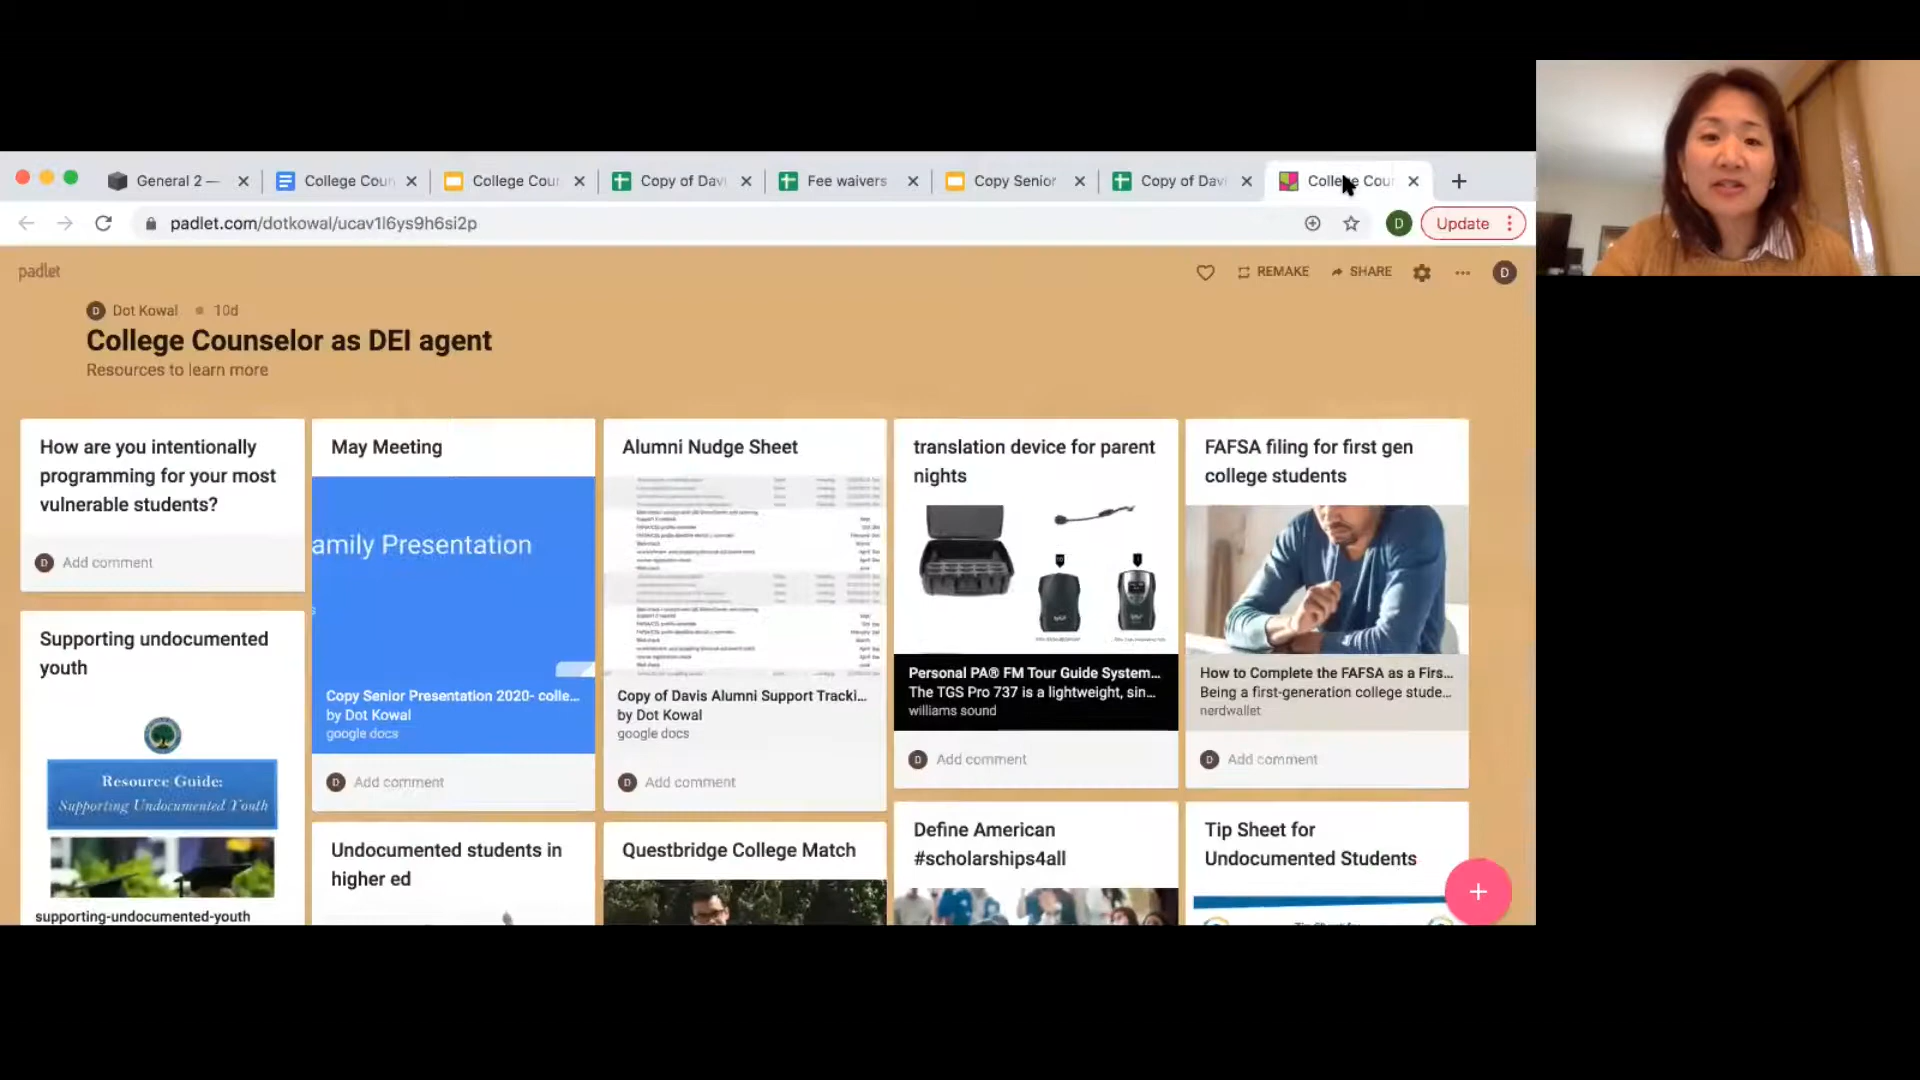 General 2 —
College Coun
College Cour
Copy of Davi
Fee waivers
Copy Senior
Copy of Davi
College Cour
padlet.com/dotkowal/ucav1l6ys9h6si2p
D
Update
padlet
REMAKE
SHARE
D
D Dot Kowal 10d
College Counselor as DEI agent
Resources to learn more
How are you intentionally
programming for your most
vulnerable students?
D Add comment
Supporting undocumented
youth
Resource Guide:
Supporting Undocumented Youth
supporting-undocumented-youth
May Meeting
amily Presentation
s
Copy Senior Presentation 2020- colle...
by Dot Kowal
google docs
D Add comment
Undocumented students in
higher ed
Alumni Nudge Sheet
Copy of Davis Alumni Support Tracki...
by Dot Kowal
google docs
D Add comment
Questbridge College Match
translation device for parent
nights
Personal PA® FM Tour Guide System...
The TGS Pro 737 is a lightweight, sin...
williams sound
D Add comment
Define American
#scholarships4all
FAFSA filing for first gen
college students
How to Complete the FAFSA as a Firs...
Being a first-generation college stude...
nerdwallet
D Add comment
Tip Sheet for
Undocumented Students
Tip Sheet for